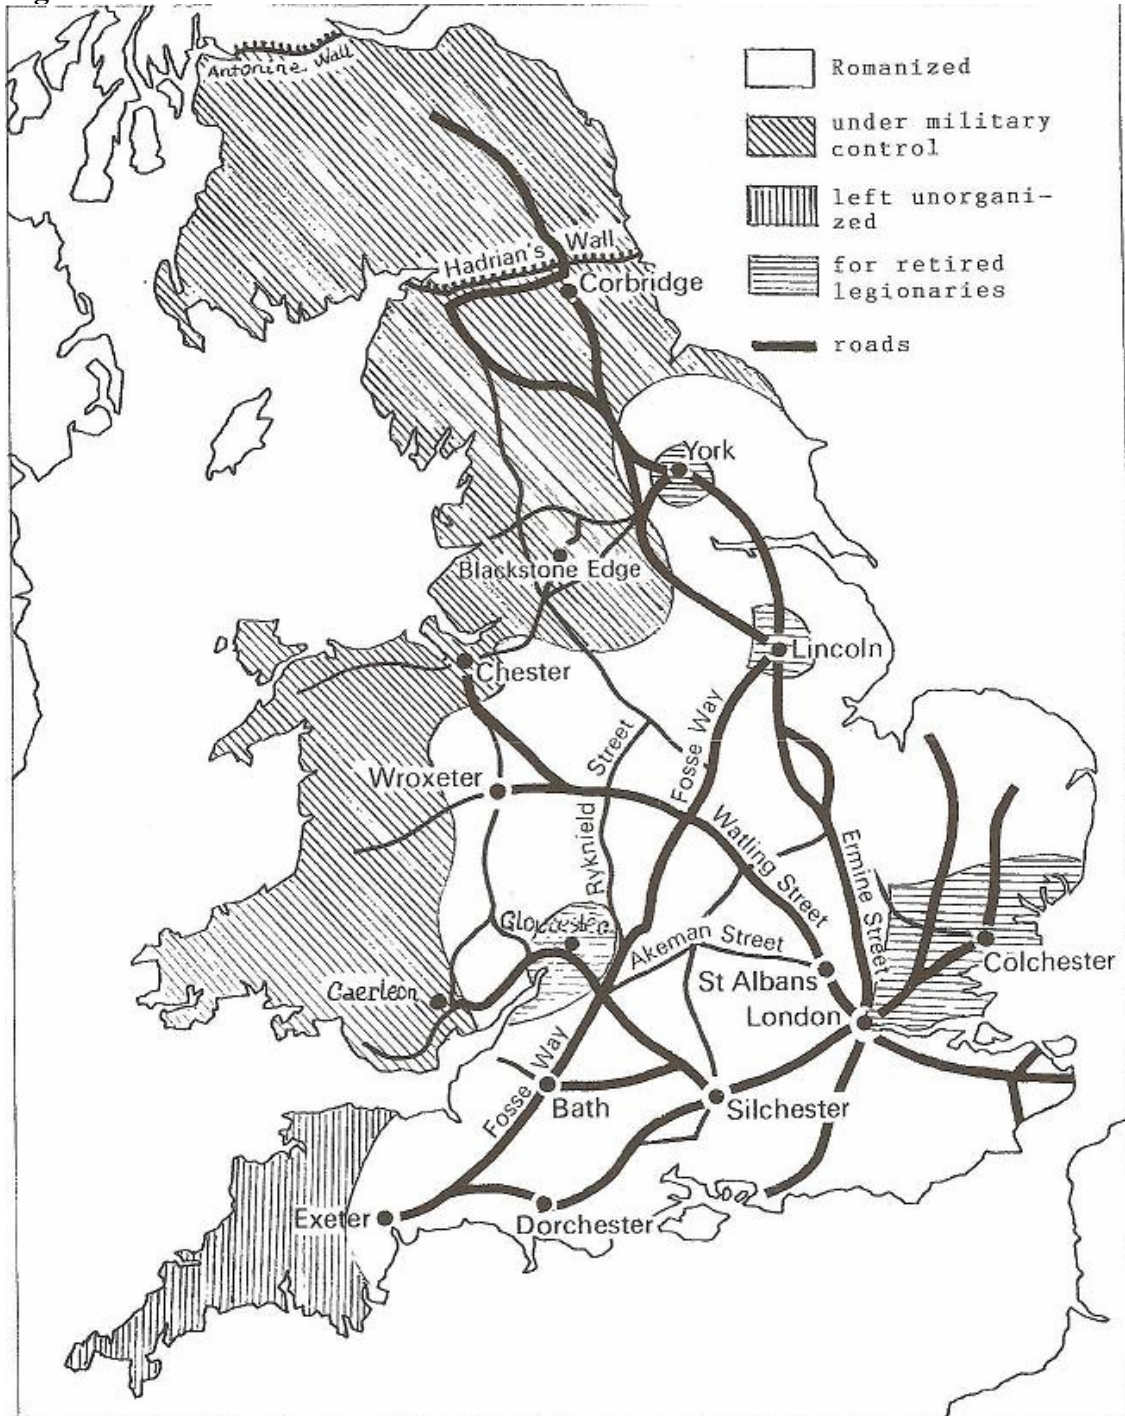 Antonine Wall
Romanized
under military
control
left unorgani-
zed
for retired
legionaries
roads
Hadrian's Wall
Corbridge
York
Blackstone Edge
Lincoln
Chester
Fosse Way
Ryknield Street
Wroxeter
Watling Street
Ermine Street
Gloucester
Akeman Street
Colchester
St Albans
Caerleon
London
Fosse Way
Bath
Silchester
Exeter
Dorchester